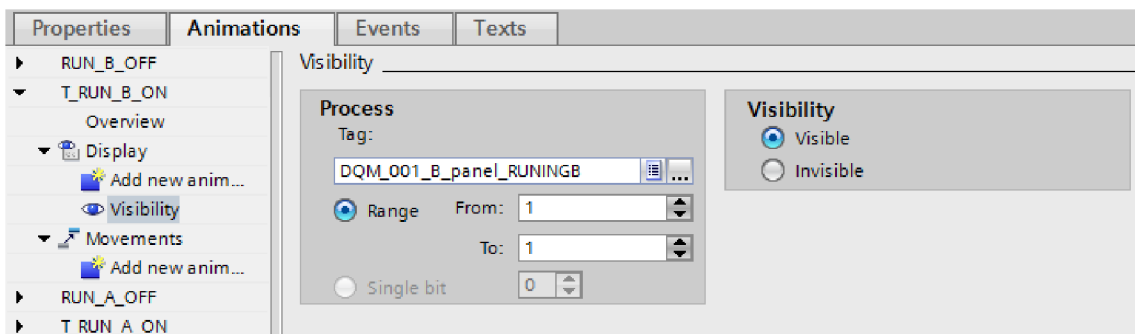 Properties Animations Events Texts
RUN_B_OFF
T_RUN_B_ON
Overview
Display
Add new anim...
Visibility
Movements
Add new anim...
RUN_A_OFF
T_RUN_A_ON
Visibility
Process
Tag:
DQM_001_B_panel_RUNINGB
Range From: 1
To: 1
Single bit 0
Visibility
Visible
Invisible